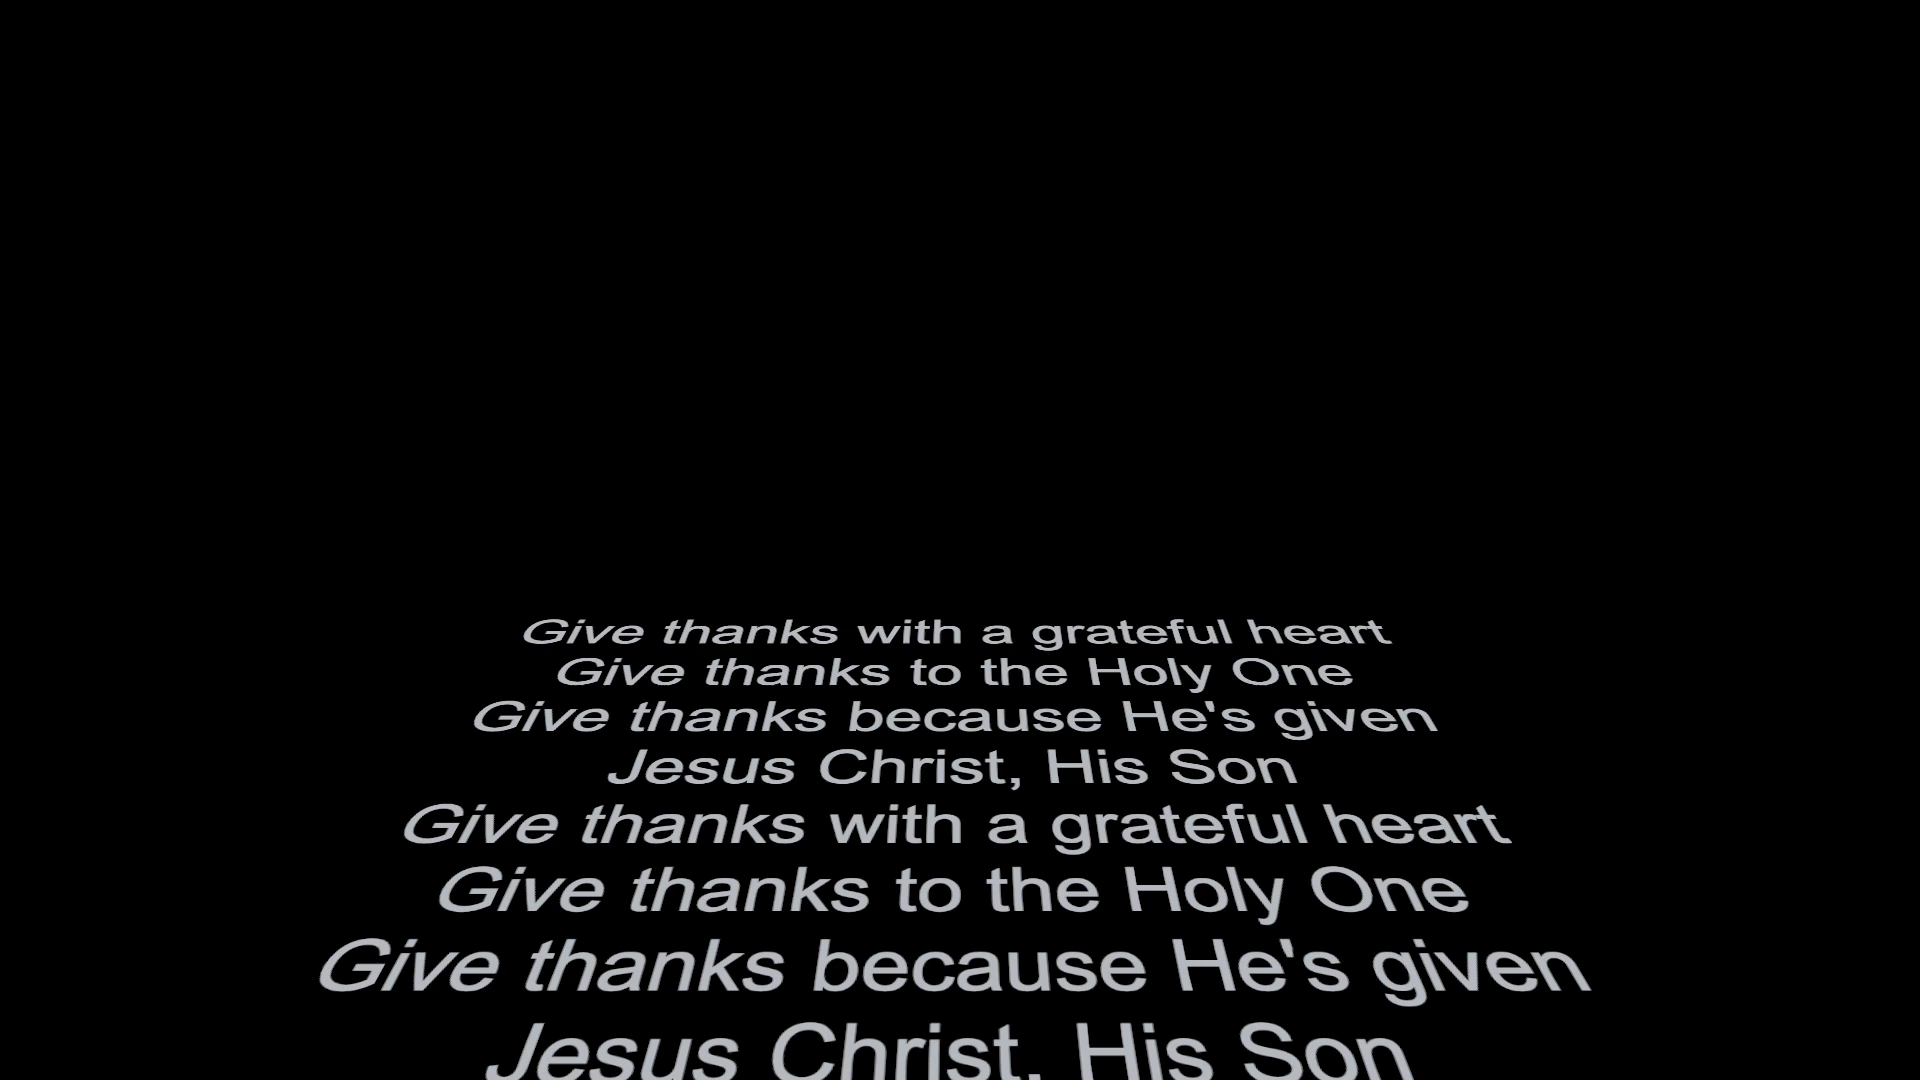 Give thanks with a grateful heart
Give thanks to the Holy One
Give thanks because He's given
Jesus Christ, His Son
Give thanks with a grateful heart
Give thanks to the Holy One
Give thanks because He's given
Jesus Christ, His Son